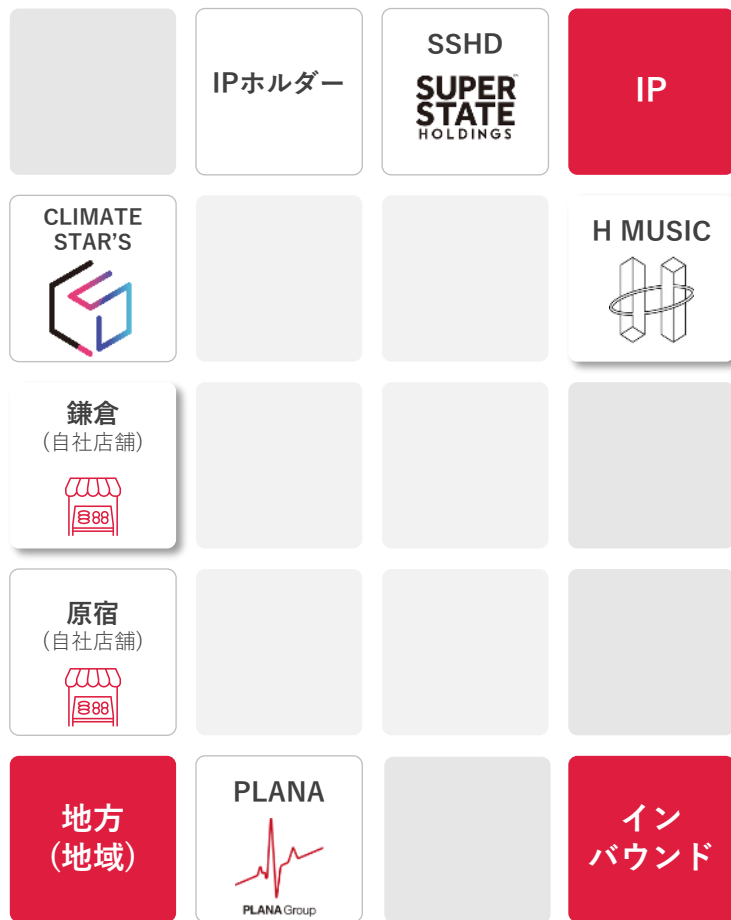 IPホルダー
SSHD
SUPER
STATE
HOLDINGS
IP
CLIMATE
STAR’S
H MUSIC
鎌倉
(自社店舗)
88
原宿
(自社店舗)
88
地方
(地域)
PLANA
PLANA Group
イン
バウンド